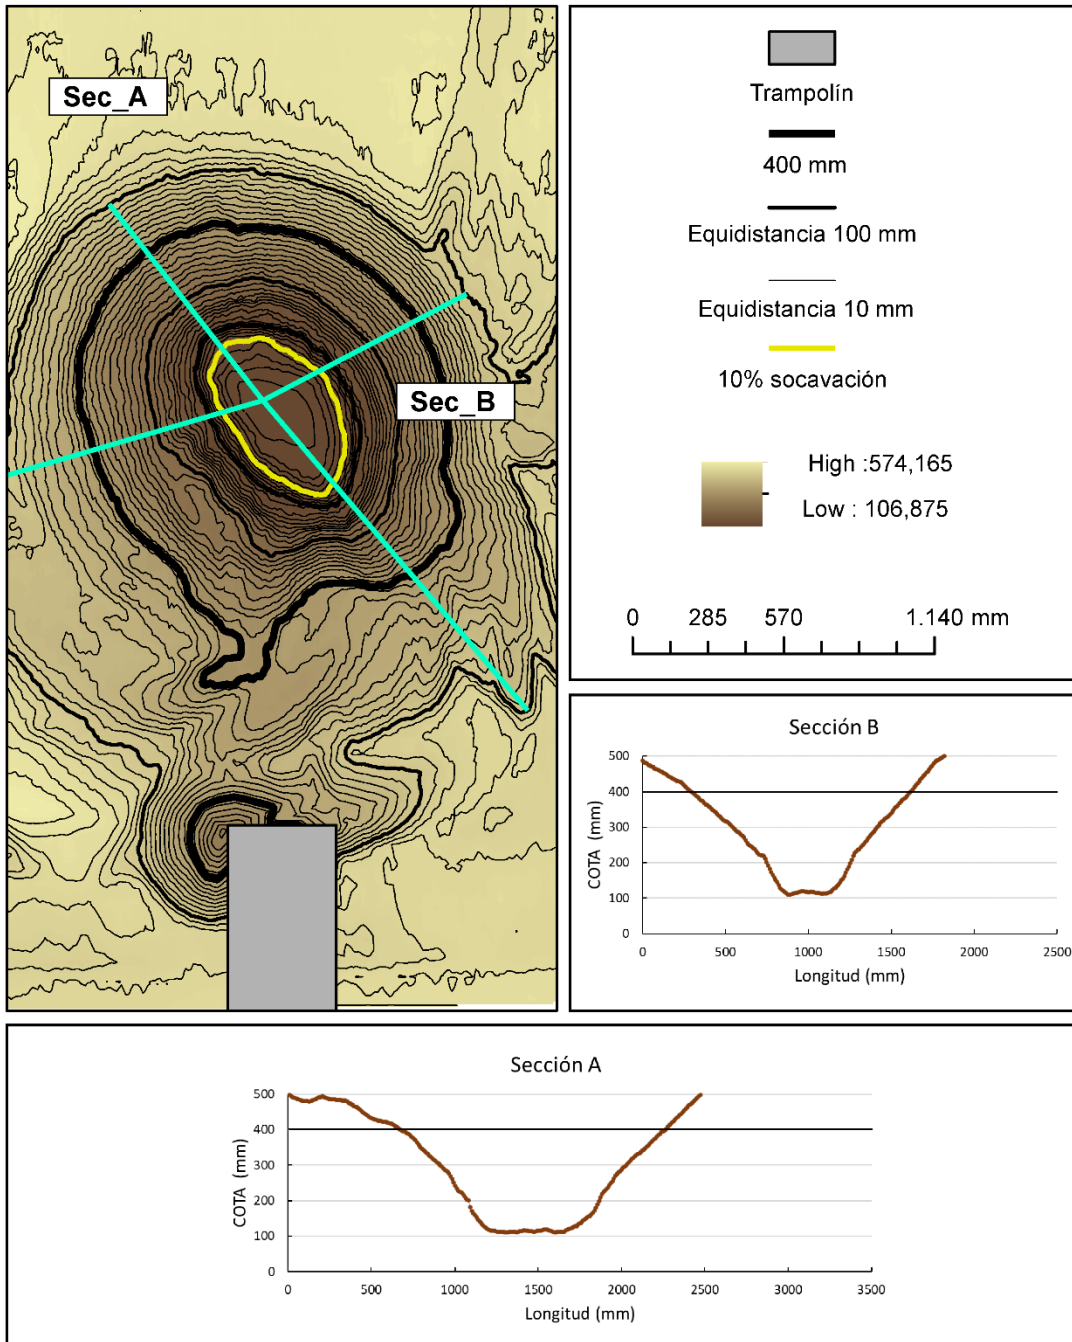 Sec_A
Sec_B
Trampolín
400 mm
Equidistancia 100 mm
Equidistancia 10 mm
10% socavación
High :574,165
Low : 106,875
0 285 570 1.140 mm
Sección B
500
400
300
200
100
0
COTA (mm)
0 500 1000 1500 2000 2500
Longitud (mm)
Sección A
500
400
300
200
100
0
COTA (mm)
0 500 1000 1500 2000 2500 3000 3500
Longitud (mm)